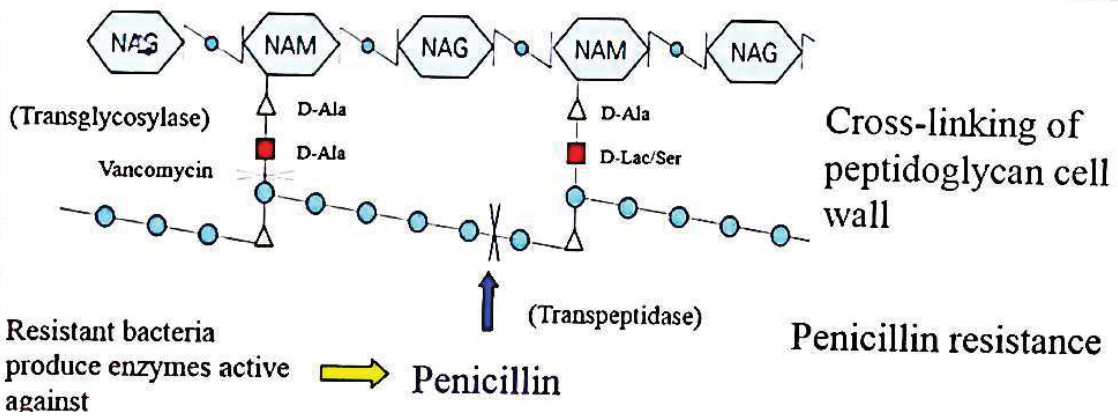 NAG NAM NAG NAM NAG
D-Ala D-Ala
(Transglycosylase)
D-Ala D-Lac/Ser
Vancomycin
Cross-linking of
peptidoglycan cell
wall
(Transpeptidase)
Penicillin resistance
Resistant bacteria
produce enzymes active
against
Penicillin